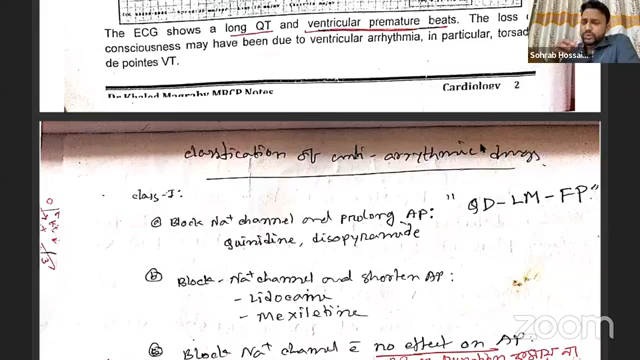 The ECG shows a long QT and ventricular premature beats. The loss
consciousness may have been due to ventricular arrhythmia, in particular, torsad
de pointes VT.
Sohrab Hossai...
Dr Khaled Magraby MRCP Notes Cardiology 2
classification of anti-arrythmic drugs
class-I:
"QD-LM-FP"
ⓐ Block Na+ channel and prolong AP:
quinidine, disopyramide
ⓑ Block Na+ channel and shorten AP:
- Lidocaine
- Mexiletine
ⓒ Block Na+ channel c̄ no effect on AP.
zoom
LIVE